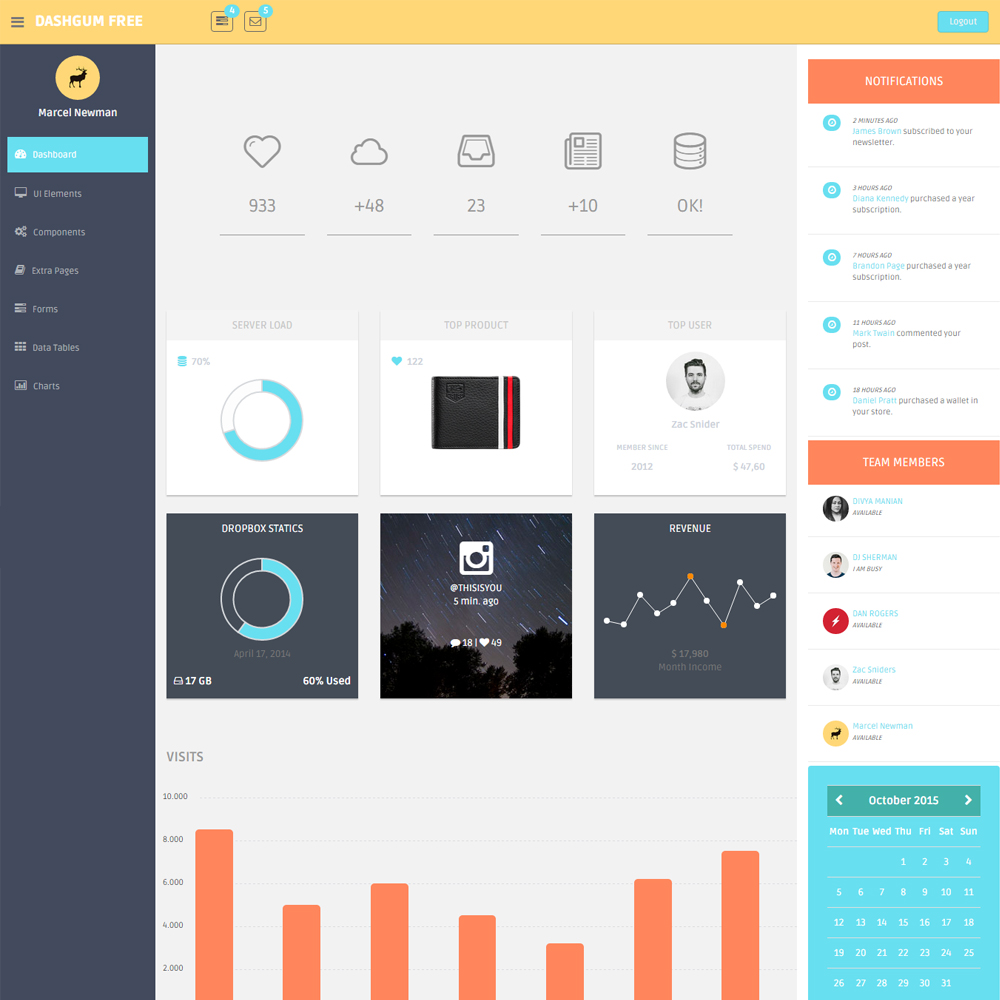 DASHGUM FREE
4
5
Logout
Marcel Newman
Dashboard
UI Elements
Components
Extra Pages
Forms
Data Tables
Charts
933
+48
23
+10
OK!
SERVER LOAD
70%
TOP PRODUCT
122
TOP USER
Zac Snider
MEMBER SINCE
TOTAL SPEND
2012
$ 47,60
DROPBOX STATICS
April 17, 2014
17 GB
60% Used
@THISISYOU
5 min. ago
18 | 49
REVENUE
$ 17,980
Month Income
VISITS
10.000
8.000
6.000
4.000
2.000
NOTIFICATIONS
2 MINUTES AGO
James Brown subscribed to your
newsletter.
3 HOURS AGO
Diana Kennedy purchased a year
subscription.
7 HOURS AGO
Brandon Page purchased a year
subscription.
11 HOURS AGO
Mark Twain commented your
post.
18 HOURS AGO
Daniel Pratt purchased a wallet in
your store.
TEAM MEMBERS
DIVYA MANIAN
AVAILABLE
DJ SHERMAN
I AM BUSY
DAN ROGERS
AVAILABLE
Zac Sniders
AVAILABLE
Marcel Newman
AVAILABLE
October 2015
Mon Tue Wed Thu Fri Sat Sun
1 2 3 4
5 6 7 8 9 10 11
12 13 14 15 16 17 18
19 20 21 22 23 24 25
26 27 28 29 30 31